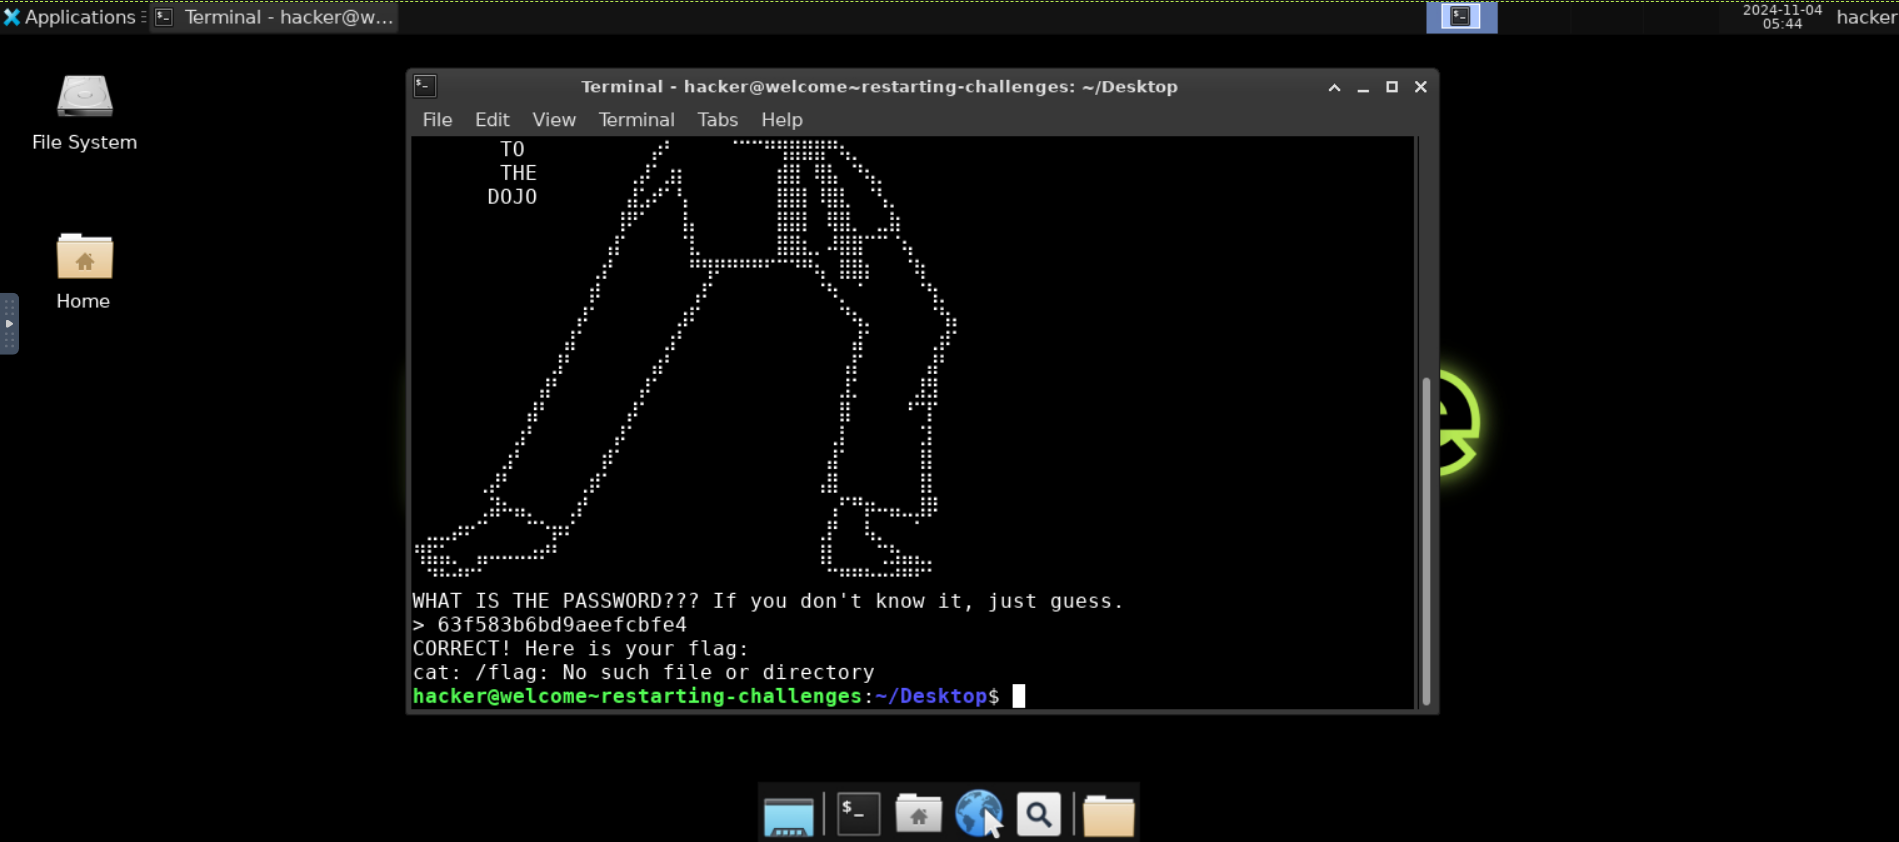 Applications
Terminal - hacker@w...
2024-11-04
05:44
hacker
File System
Home
Terminal - hacker@welcome~restarting-challenges: ~/Desktop
File Edit View Terminal Tabs Help
TO
THE
DOJO
WHAT IS THE PASSWORD??? If you don't know it, just guess.
> 63f583b6bd9aeefcbfe4
CORRECT! Here is your flag:
cat: /flag: No such file or directory
hacker@welcome~restarting-challenges:~/Desktop$